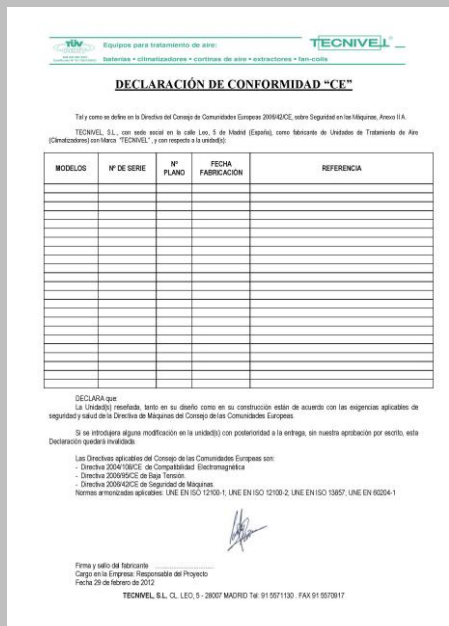 TÜV
Equipos para tratamiento de aire:
TECNIVEL
baterías • climatizadores • cortinas de aire • extractores • fan-coils
DECLARACIÓN DE CONFORMIDAD “CE”
Tal y como se define en la Directiva del Consejo de Comunidades Europeas 2006/42/CE, sobre Seguridad en las Máquinas, Anexo II A.
TECNIVEL, S.L., con sede social en la calle Leo, 5 de Madrid (España), como fabricante de Unidades de Tratamiento de Aire
(Climatizadores) con Marca “TECNIVEL” , y con respecto a la unidad(s):
MODELOS Nº DE SERIE Nº PLANO FECHA FABRICACIÓN REFERENCIA
DECLARA que:
La Unidad(s) reseñada, tanto en su diseño como en su construcción están de acuerdo con las exigencias aplicables de
seguridad y salud de la Directiva de Máquinas del Consejo de las Comunidades Europeas.
Si se introdujera alguna modificación en la unidad(s) con posterioridad a la entrega, sin nuestra aprobación por escrito, esta
Declaración quedará invalidada.
Las Directivas aplicables del Consejo de las Comunidades Europeas son:
- Directiva 2004/108/CE de Compatibilidad Electromagnética
- Directiva 2006/95/CE de Baja Tensión.
- Directiva 2006/42/CE de Seguridad de Máquinas.
Normas armonizadas aplicables: UNE EN ISO 12100-1; UNE EN ISO 12100-2; UNE EN ISO 13857; UNE EN 60204-1
Firma y sello del fabricante
Cargo en la Empresa: Responsable del Proyecto
Fecha 29 de febrero de 2012
TECNIVEL, S.L. CL. LEO, 5 - 28007 MADRID Tel: 91 5571130 . FAX 91 5570917